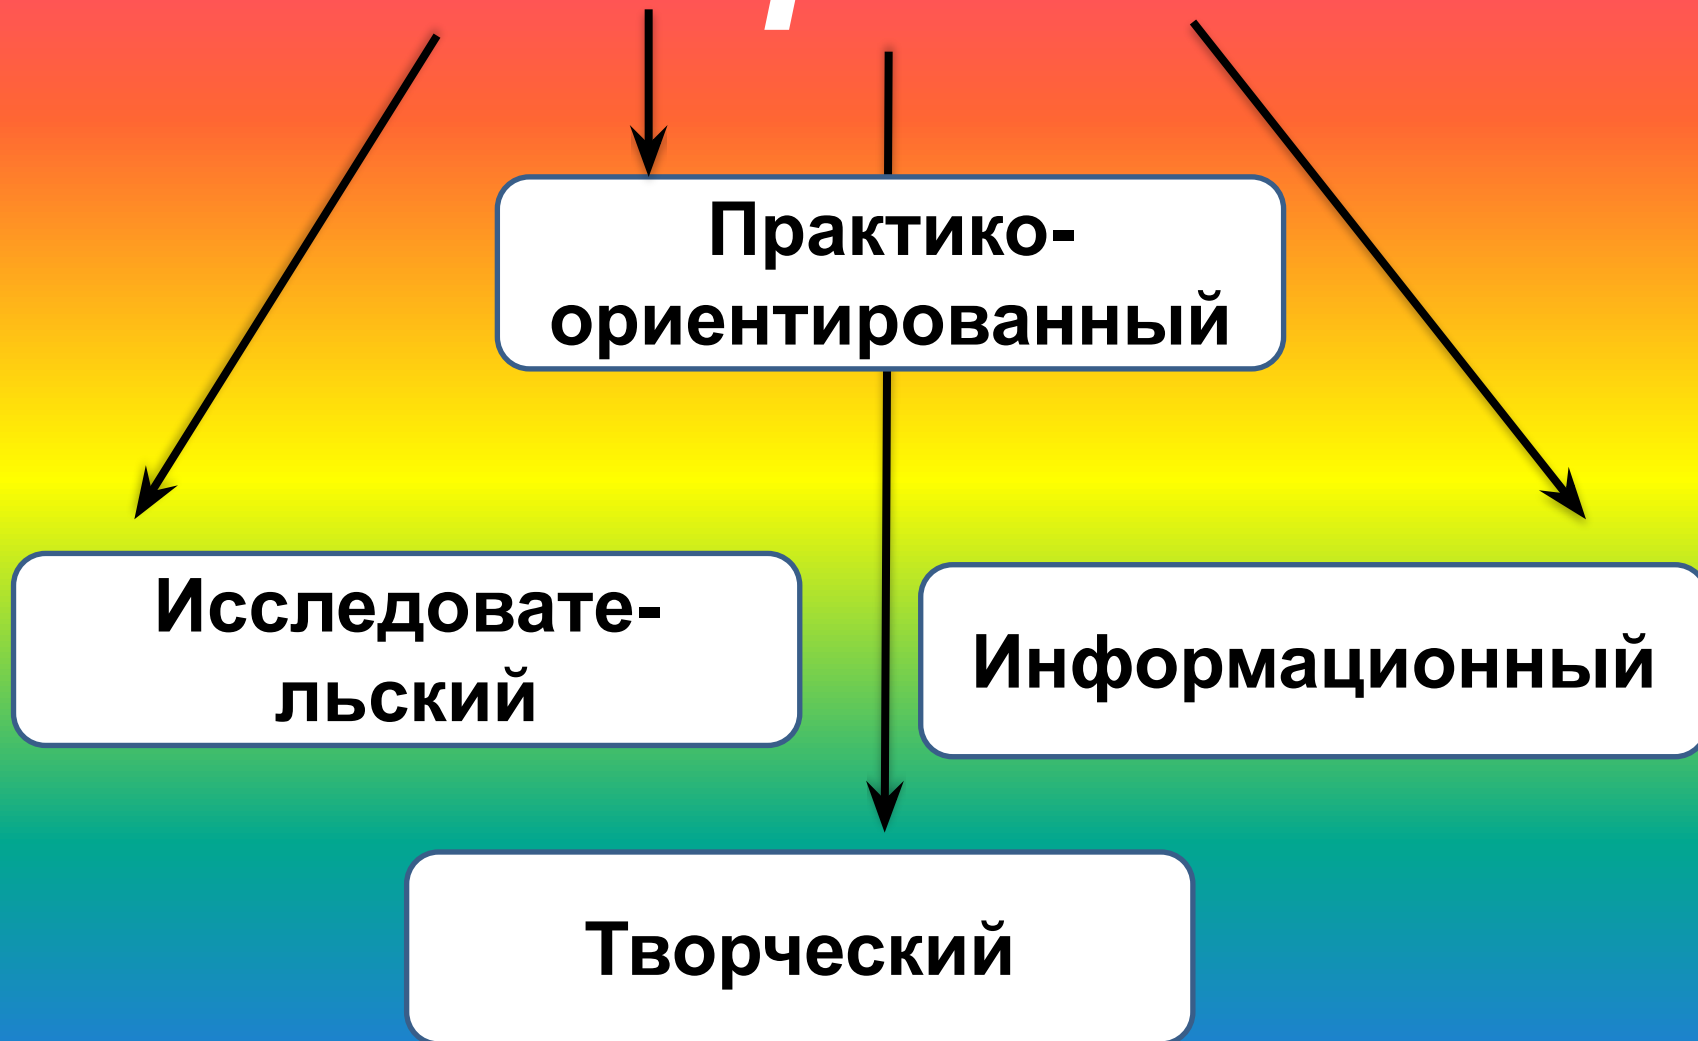 Практико-
ориентированный
Исследовате-
льский
Информационный
Творческий